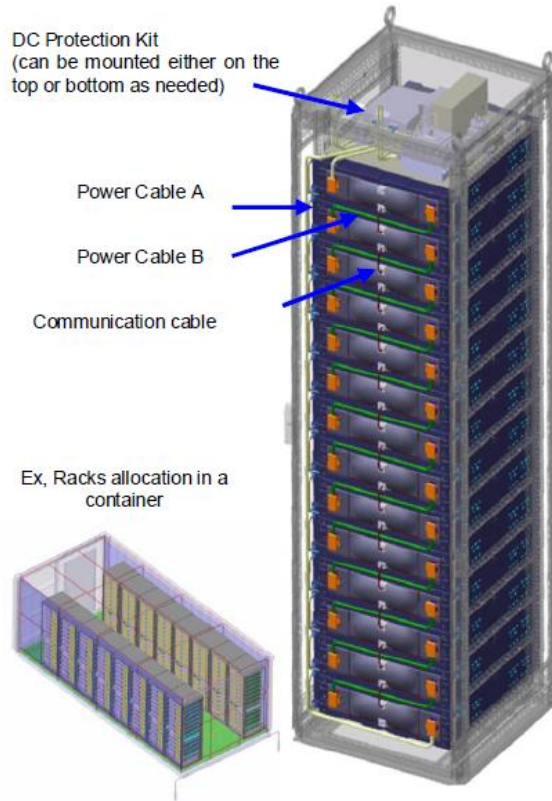 DC Protection Kit
(can be mounted either on the
top or bottom as needed)
Power Cable A
Power Cable B
Communication cable
Ex, Racks allocation in a
container